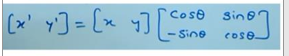 [x' y'] = [x y] [cosθ sinθ
-sinθ cosθ]